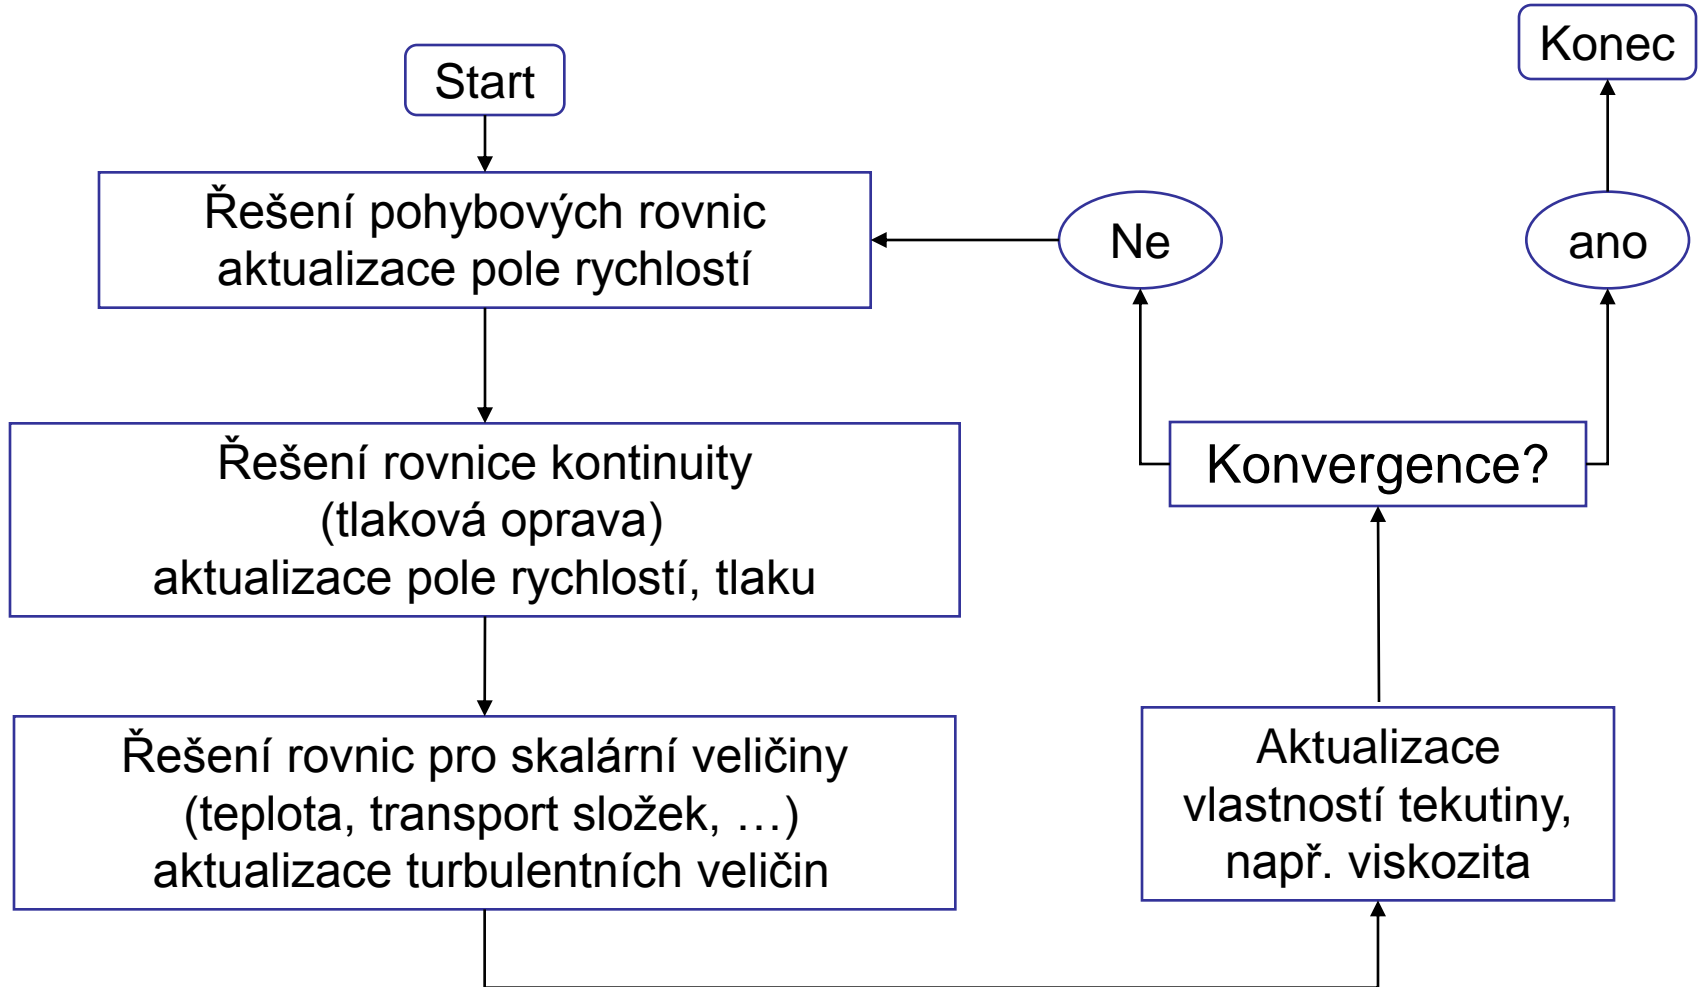 Start
Řešení pohybových rovnic
aktualizace pole rychlostí
Řešení rovnice kontinuity
(tlaková oprava)
aktualizace pole rychlostí, tlaku
Řešení rovnic pro skalární veličiny
(teplota, transport složek, …)
aktualizace turbulentních veličin
Aktualizace
vlastností tekutiny,
např. viskozita
Konvergence?
Ne
ano
Konec